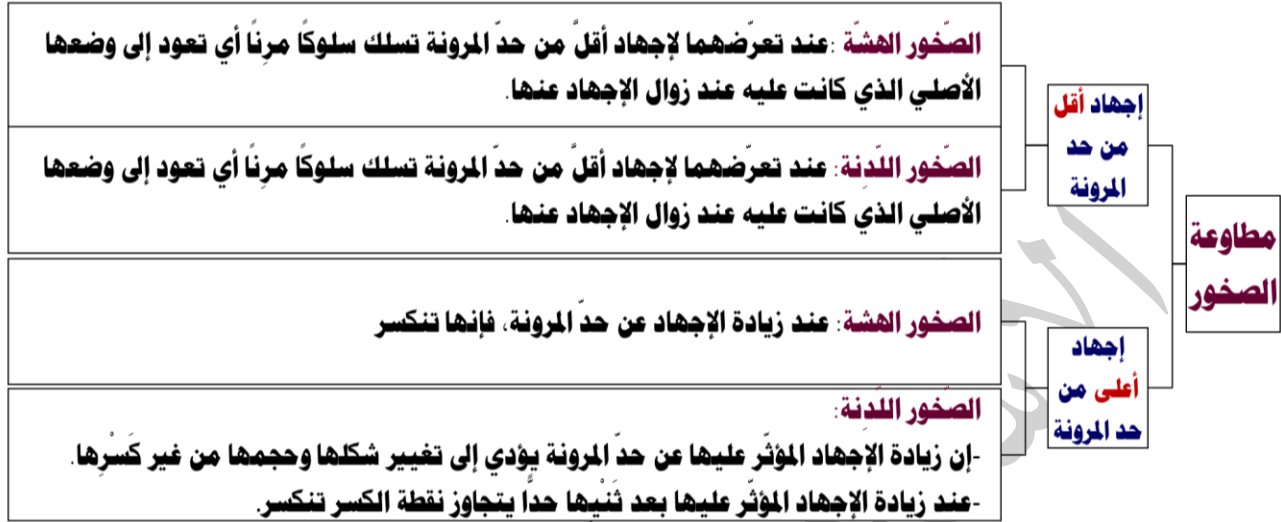 مطاوعة
الصخور
إجهاد أقل
من حد
المرونة
الصّخور الهشّة :عند تعرّضهما لإجهاد أقلّ من حدّ المرونة تسلك سلوكًا مرنًا أي تعود إلى وضعها
الأصلي الذي كانت عليه عند زوال الإجهاد عنها.
الصّخور اللّدِنة: عند تعرّضهما لإجهاد أقلّ من حدّ المرونة تسلك سلوكًا مرنًا أي تعود إلى وضعها
الأصلي الذي كانت عليه عند زوال الإجهاد عنها.
إجهاد
أعلى من
حد المرونة
الصخور الهشة: عند زيادة الإجهاد عن حدّ المرونة، فإنها تنكسر
الصّخور اللّدِنة:
-إن زيادة الإجهاد المؤثّر عليها عن حدّ المرونة يؤدي إلى تغيير شكلها وحجمها من غير كَسْرِها.
-عند زيادة الإجهاد المؤثّر عليها بعد ثَنْيِها حدًّا يتجاوز نقطة الكسر تنكسر.